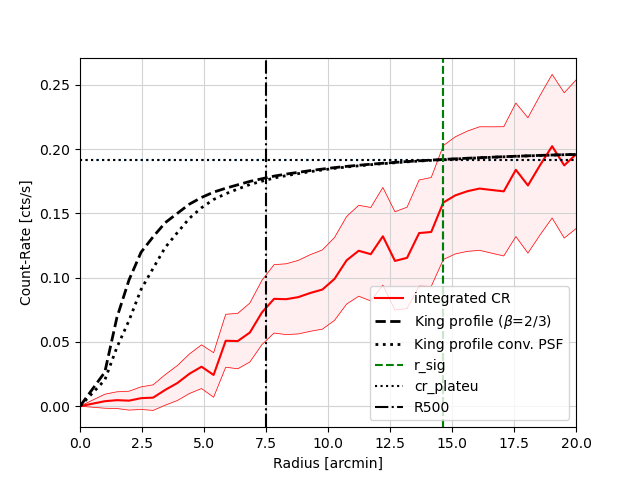 0.25
0.20
0.15
0.10
0.05
0.00
Count-Rate [cts/s]
integrated CR
King profile (β=2/3)
King profile conv. PSF
r_sig
cr_plateu
R500
0.0 2.5 5.0 7.5 10.0 12.5 15.0 17.5 20.0
Radius [arcmin]